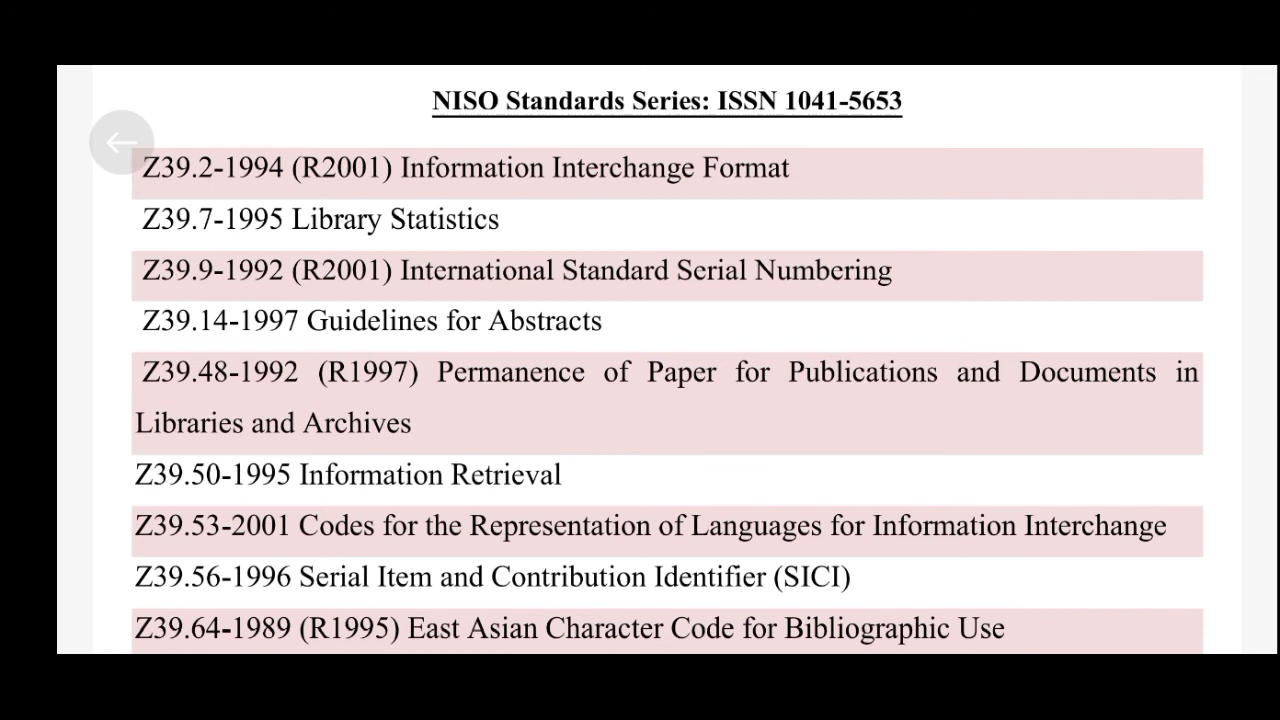 NISO Standards Series: ISSN 1041-5653
Z39.2-1994 (R2001) Information Interchange Format
Z39.7-1995 Library Statistics
Z39.9-1992 (R2001) International Standard Serial Numbering
Z39.14-1997 Guidelines for Abstracts
Z39.48-1992 (R1997) Permanence of Paper for Publications and Documents in
Libraries and Archives
Z39.50-1995 Information Retrieval
Z39.53-2001 Codes for the Representation of Languages for Information Interchange
Z39.56-1996 Serial Item and Contribution Identifier (SICI)
Z39.64-1989 (R1995) East Asian Character Code for Bibliographic Use